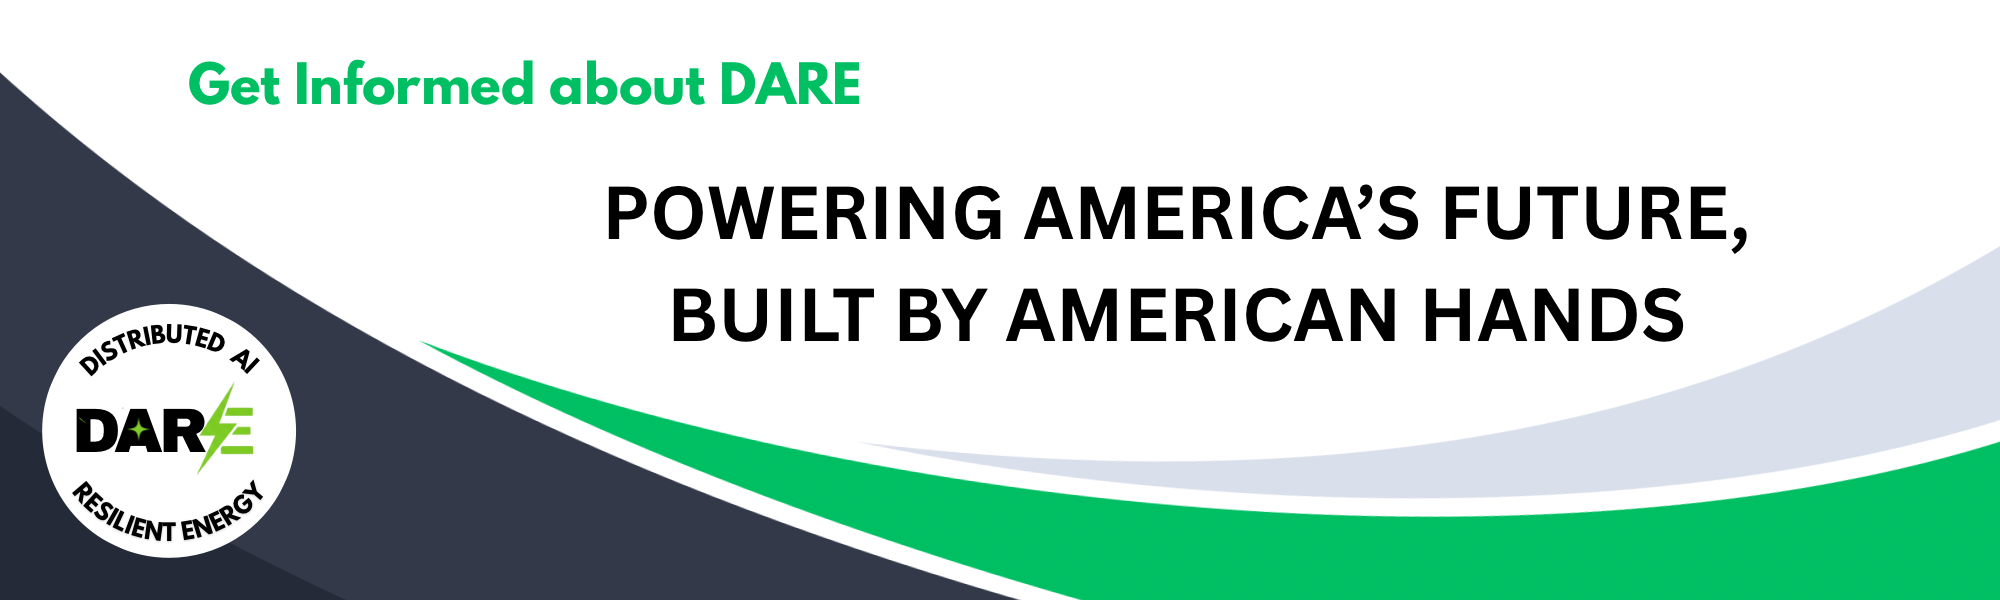 Get Informed about DARE
POWERING AMERICA’S FUTURE,
BUILT BY AMERICAN HANDS
DISTRIBUTED AI
DARE
RESILIENT ENERGY